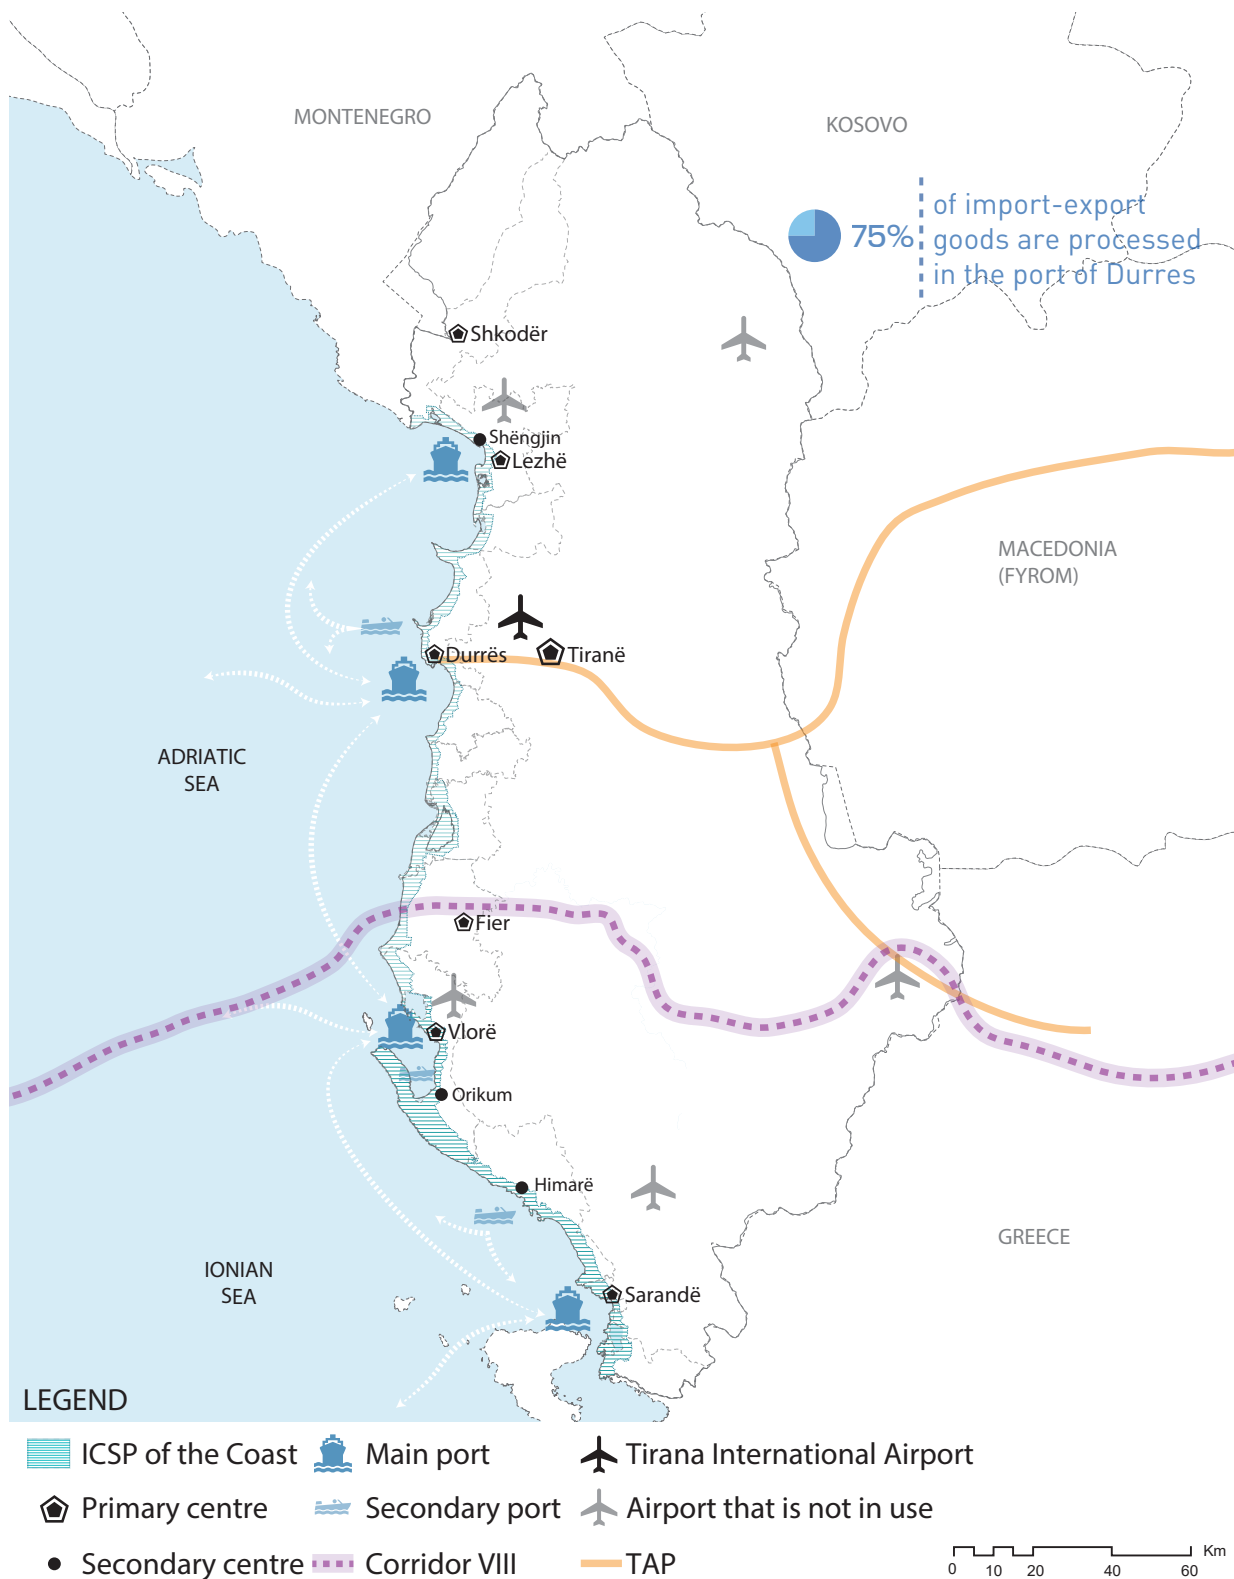 MONTENEGRO
KOSOVO
75%
of import-export
goods are processed
in the port of Durres
Shkodër
Shëngjin
Lezhë
MACEDONIA
(FYROM)
Durrës
Tiranë
ADRIATIC
SEA
Fier
Vlorë
Orikum
Himarë
GREECE
IONIAN
SEA
Sarandë
LEGEND
ICSP of the Coast
Main port
Tirana International Airport
Primary centre
Secondary port
Airport that is not in use
Secondary centre
Corridor VIII
TAP
Km
0 10 20 40 60